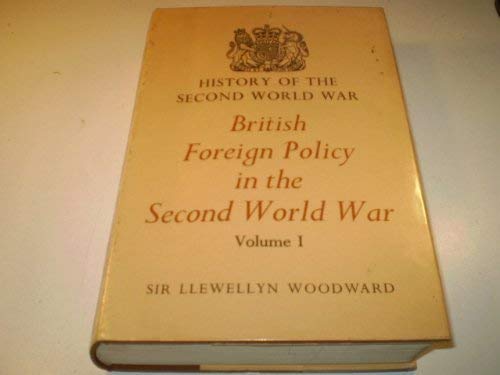 HISTORY OF THE
SECOND WORLD WAR
British
Foreign Policy
in the
Second World War
Volume I
SIR LLEWELLYN WOODWARD